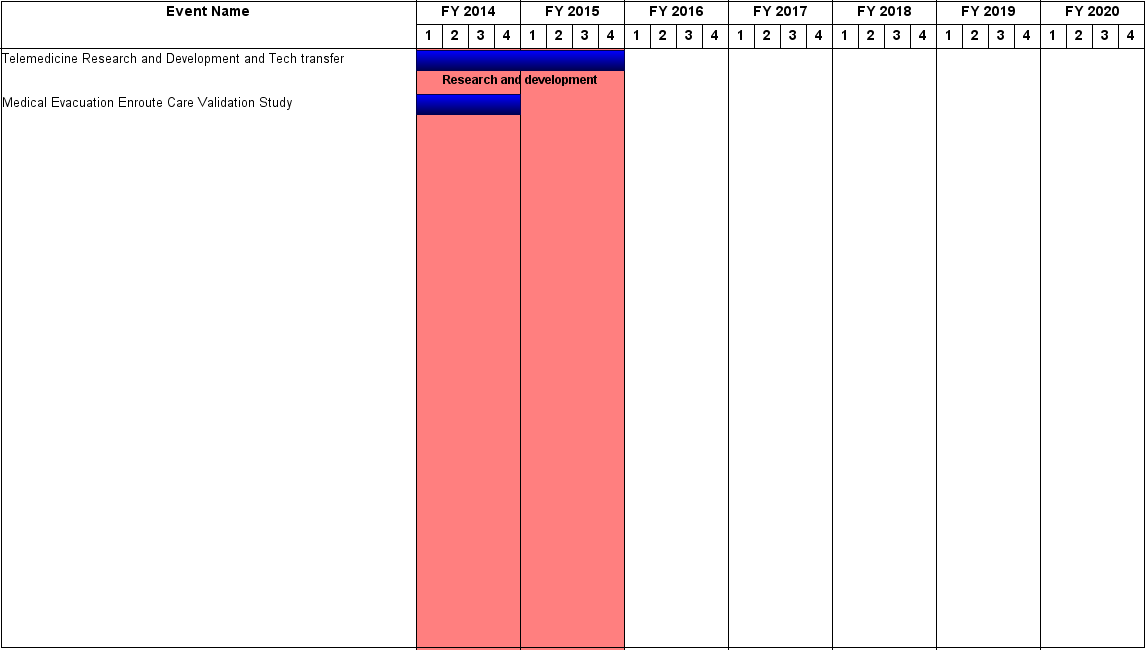 Event Name FY 2014 FY 2015 FY 2016 FY 2017 FY 2018 FY 2019 FY 2020
1 2 3 4 1 2 3 4 1 2 3 4 1 2 3 4 1 2 3 4 1 2 3 4 1 2 3 4
Telemedicine Research and Development and Tech transfer
Research and development
Medical Evacuation Enroute Care Validation Study